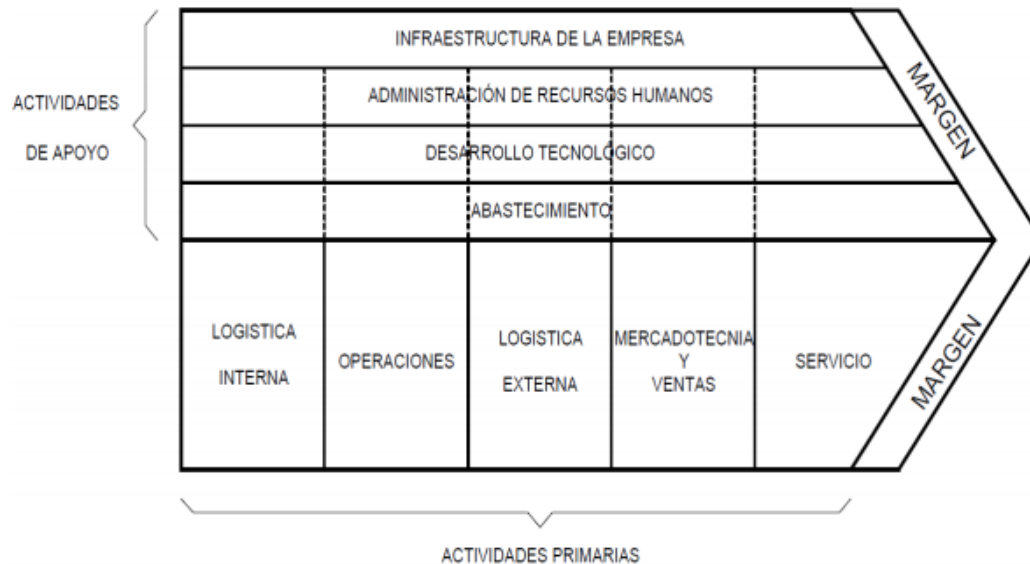 INFRAESTRUCTURA DE LA EMPRESA
ADMINISTRACIÓN DE RECURSOS HUMANOS
DESARROLLO TECNOLÓGICO
ABASTECIMIENTO
ACTIVIDADES
DE APOYO
MARGEN
LOGISTICA
INTERNA
OPERACIONES
LOGISTICA
EXTERNA
MERCADOTECNIA
Y
VENTAS
SERVICIO
MARGEN
ACTIVIDADES PRIMARIAS